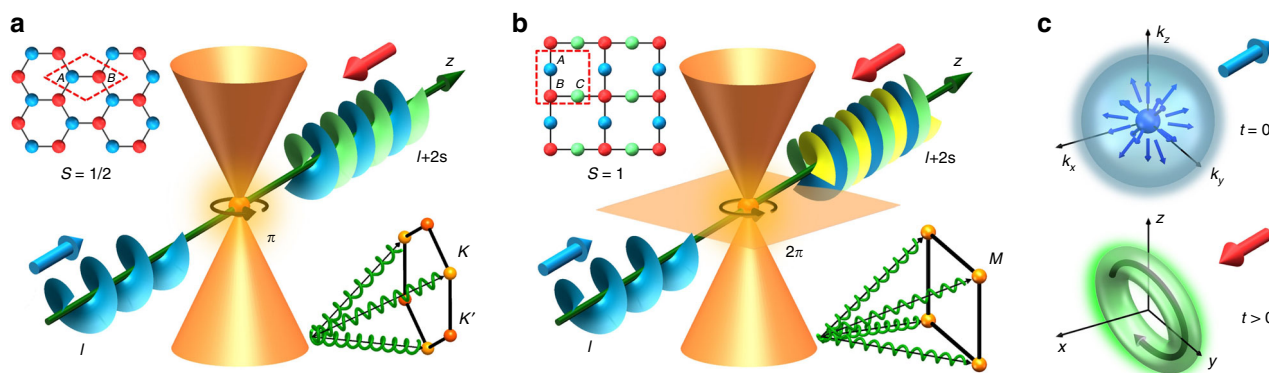 a
A
B
S = 1/2
z
l+2s
π
l
K
K′
b
A
B
C
S = 1
z
l+2s
2π
l
M
c
k_z
k_x
k_y
t = 0
z
x
y
t > 0